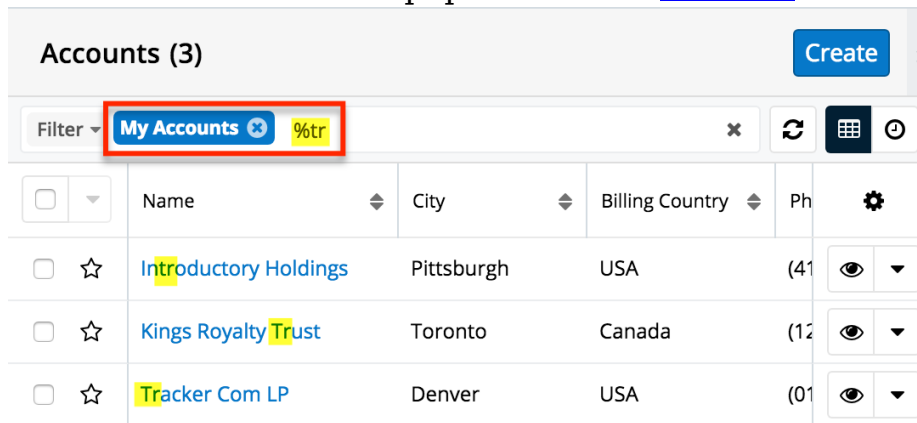 Accounts (3)
Create
Filter My Accounts %tr
Name City Billing Country Ph
Introductory Holdings Pittsburgh USA (41
Kings Royalty Trust Toronto Canada (12
Tracker Com LP Denver USA (01